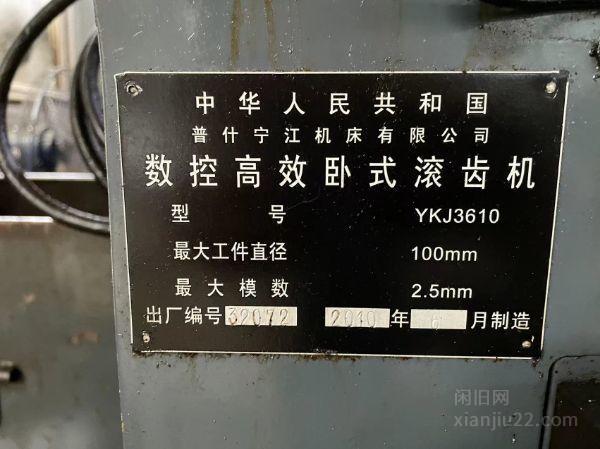 中华人民共和国
普什宁江机床有限公司
数控高效卧式滚齿机
型号 YKJ3610
最大工件直径 100mm
最大模数 2.5mm
出厂编号 32072 2010 年 6 月制造
闲旧网
xianjiu22.com